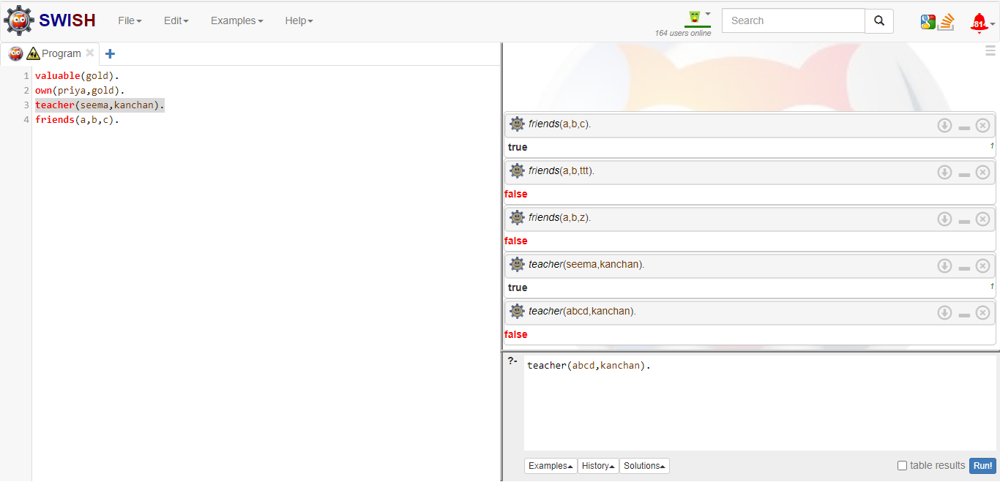 SWISH File Edit Examples Help 164 users online Search 814
Program
1 valuable(gold).
2 own(priya,gold).
3 teacher(seema,kanchan).
4 friends(a,b,c).
friends(a,b,c).
true 1
friends(a,b,ttt).
false
friends(a,b,z).
false
teacher(seema,kanchan).
true 1
teacher(abcd,kanchan).
false
?- teacher(abcd,kanchan).
Examples History Solutions table results Run!